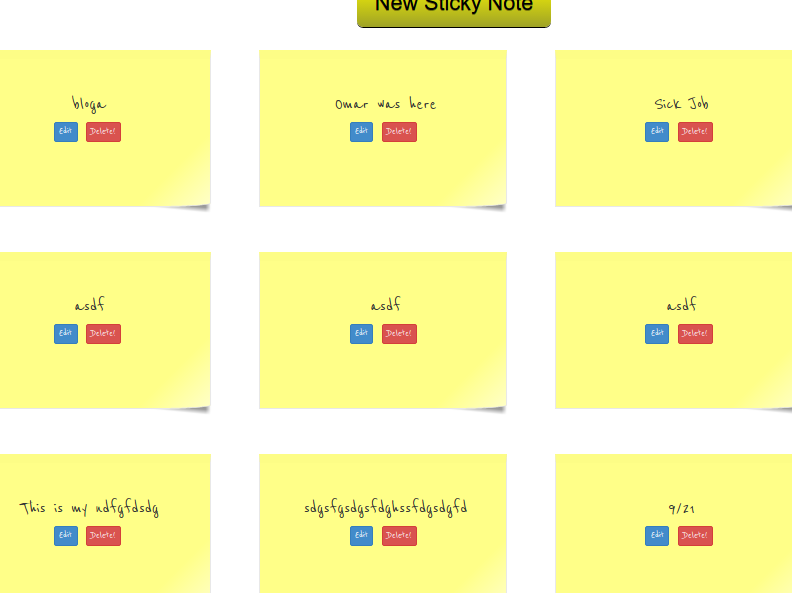 New Sticky Note
bloga
Edit Delete!
Omar was here
Edit Delete!
Sick Job
Edit Delete!
asdf
Edit Delete!
asdf
Edit Delete!
asdf
Edit Delete!
This is my ndfgfdsdg
Edit Delete!
sdgsfgsdgsfdghssfdgsdgfd
Edit Delete!
9/21
Edit Delete!